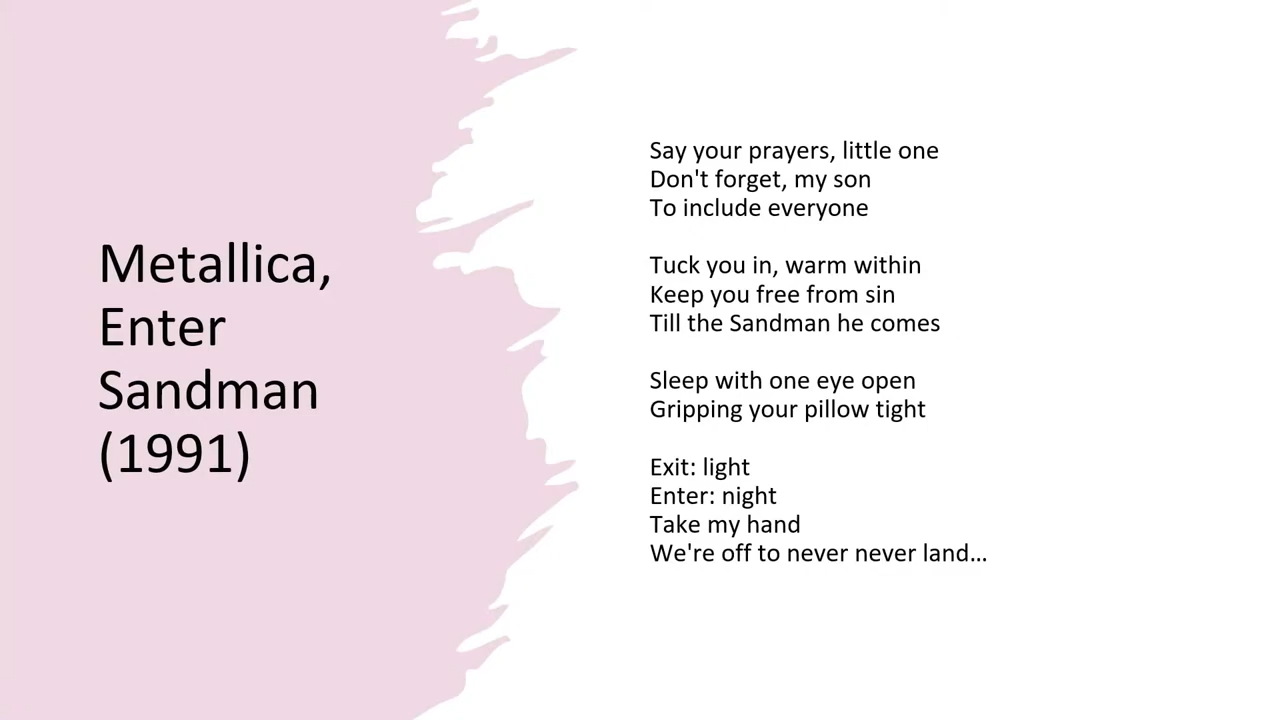 Metallica,
Enter
Sandman
(1991)
Say your prayers, little one
Don't forget, my son
To include everyone
Tuck you in, warm within
Keep you free from sin
Till the Sandman he comes
Sleep with one eye open
Gripping your pillow tight
Exit: light
Enter: night
Take my hand
We're off to never never land…